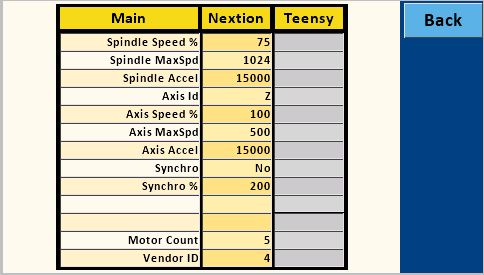 Main Nextion Teensy Back
Spindle Speed % 75
Spindle MaxSpd 1024
Spindle Accel 15000
Axis Id Z
Axis Speed % 100
Axis MaxSpd 500
Axis Accel 15000
Synchro No
Synchro % 200
Motor Count 5
Vendor ID 4